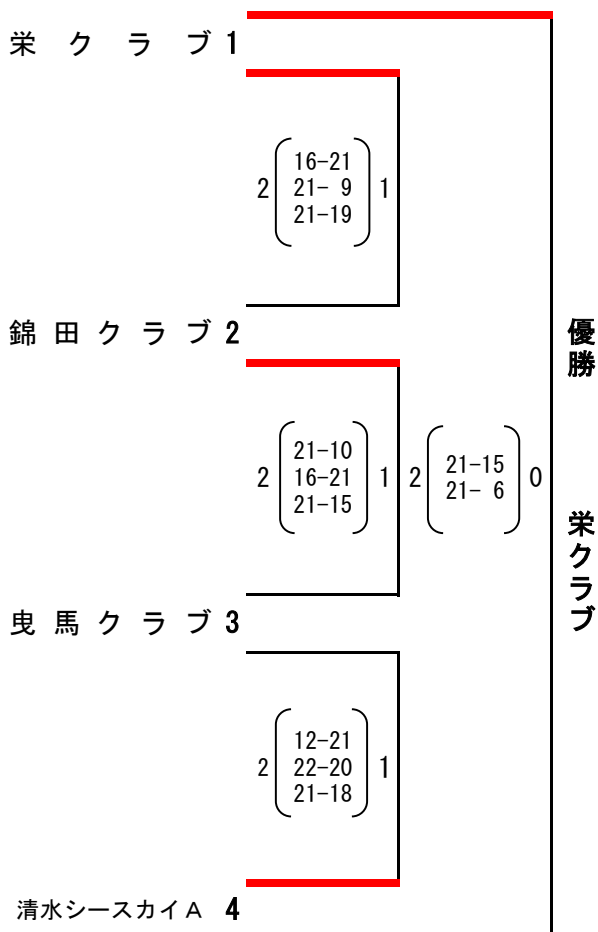 栄クラブ 1
2 16-21 1
21- 9
21-19
錦田クラブ 2
2 21-10 1
16-21
21-15
2 21-15 0
21- 6
優勝 栄クラブ
曳馬クラブ 3
2 12-21 1
22-20
21-18
清水シースカイA 4